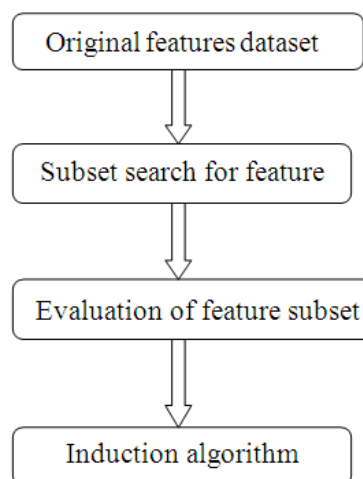 Original features dataset
Subset search for feature
Evaluation of feature subset
Induction algorithm